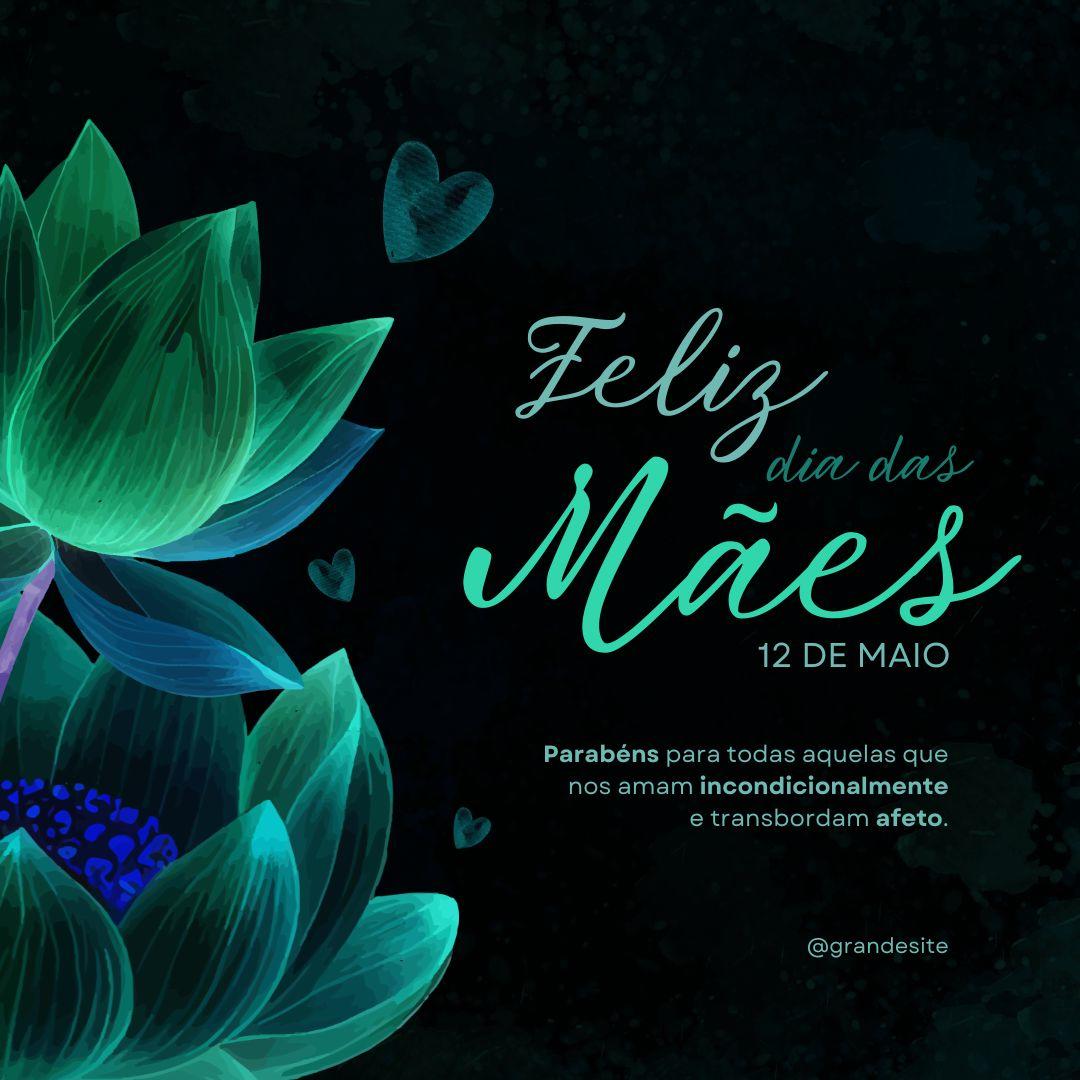 Feliz
dia das
Mães
12 DE MAIO
Parabéns para todas aquelas que
nos amam incondicionalmente
e transbordam afeto.
@grandesite